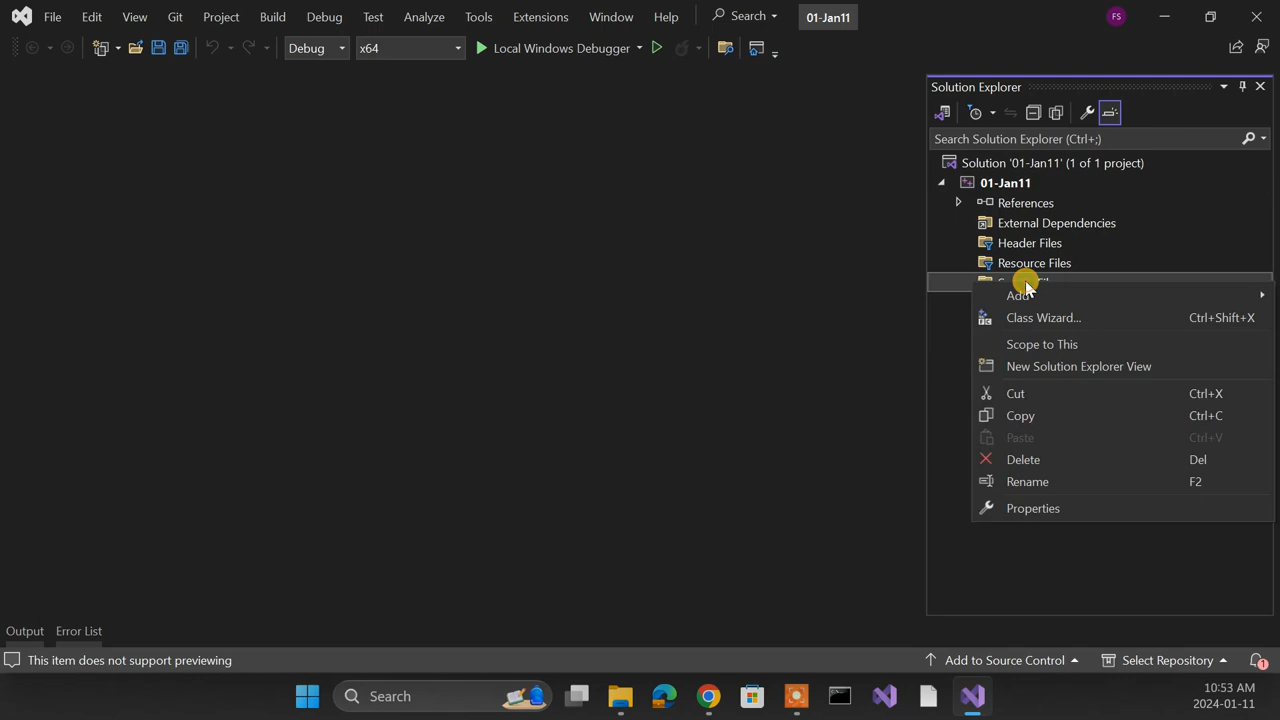 File Edit View Git Project Build Debug Test Analyze Tools Extensions Window Help Search 01-Jan11 FS
Debug x64 Local Windows Debugger
Solution Explorer
Search Solution Explorer (Ctrl+;)
Solution '01-Jan11' (1 of 1 project)
01-Jan11
References
External Dependencies
Header Files
Resource Files
Add
Class Wizard... Ctrl+Shift+X
Scope to This
New Solution Explorer View
Cut Ctrl+X
Copy Ctrl+C
Paste Ctrl+V
Delete Del
Rename F2
Properties
Output Error List
This item does not support previewing Add to Source Control Select Repository 1
Search 10:53 AM
2024-01-11